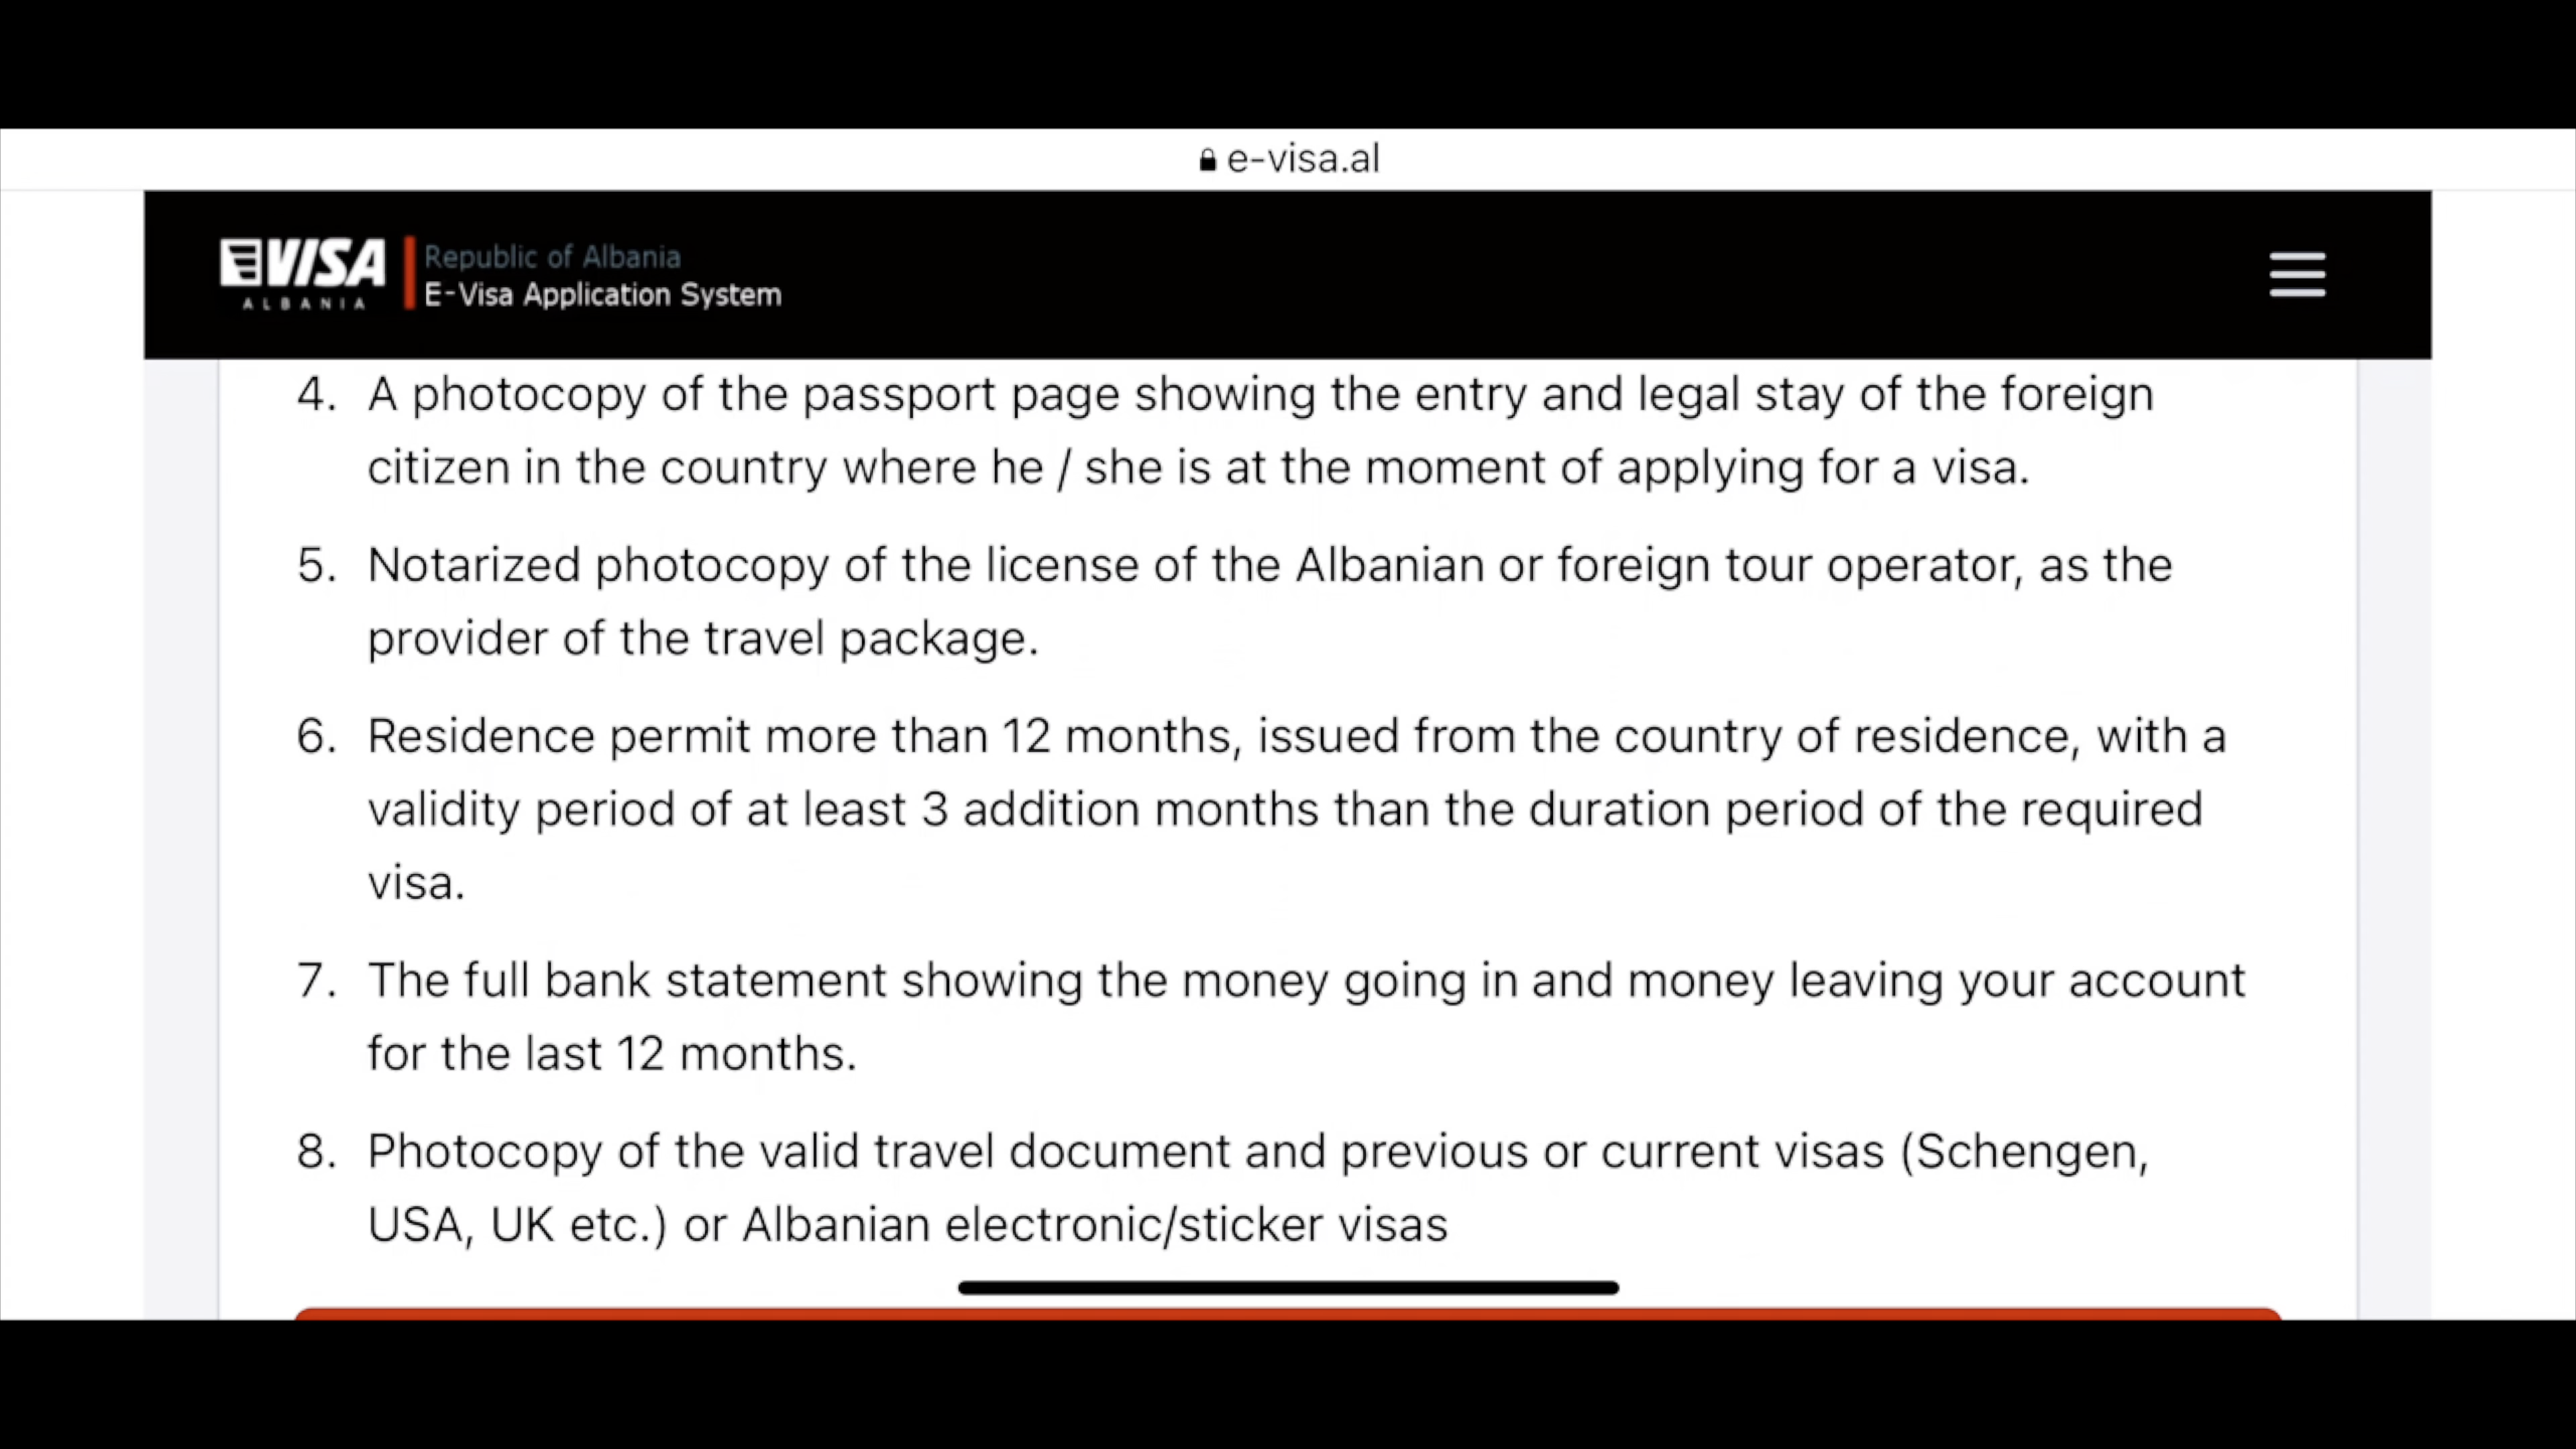 e-visa.al
EVISA
ALBANIA
Republic of Albania
E-Visa Application System
4. A photocopy of the passport page showing the entry and legal stay of the foreign
citizen in the country where he / she is at the moment of applying for a visa.
5. Notarized photocopy of the license of the Albanian or foreign tour operator, as the
provider of the travel package.
6. Residence permit more than 12 months, issued from the country of residence, with a
validity period of at least 3 addition months than the duration period of the required
visa.
7. The full bank statement showing the money going in and money leaving your account
for the last 12 months.
8. Photocopy of the valid travel document and previous or current visas (Schengen,
USA, UK etc.) or Albanian electronic/sticker visas